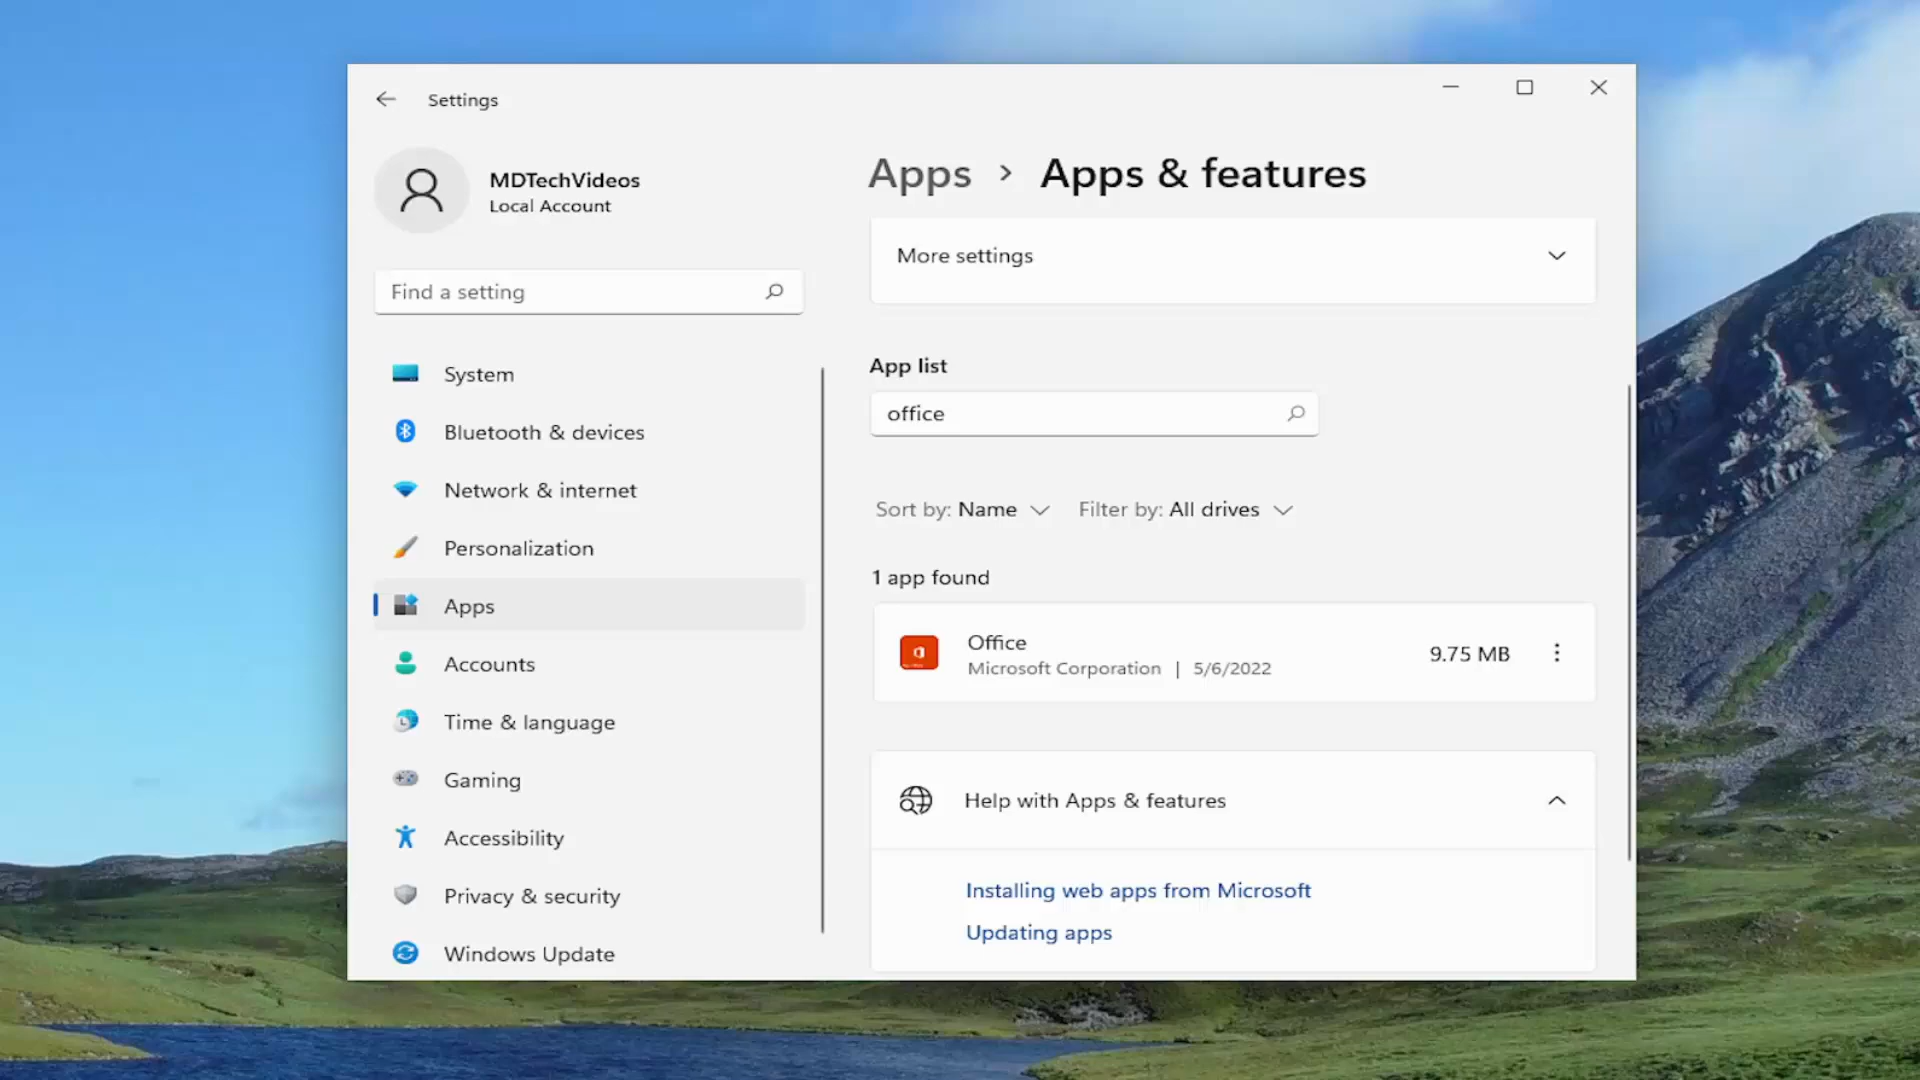 Settings
MDTechVideos
Local Account
Find a setting
System
Bluetooth & devices
Network & internet
Personalization
Apps
Accounts
Time & language
Gaming
Accessibility
Privacy & security
Windows Update
Apps > Apps & features
More settings
App list
office
Sort by: Name Filter by: All drives
1 app found
Office
Microsoft Corporation | 5/6/2022
9.75 MB
Help with Apps & features
Installing web apps from Microsoft
Updating apps